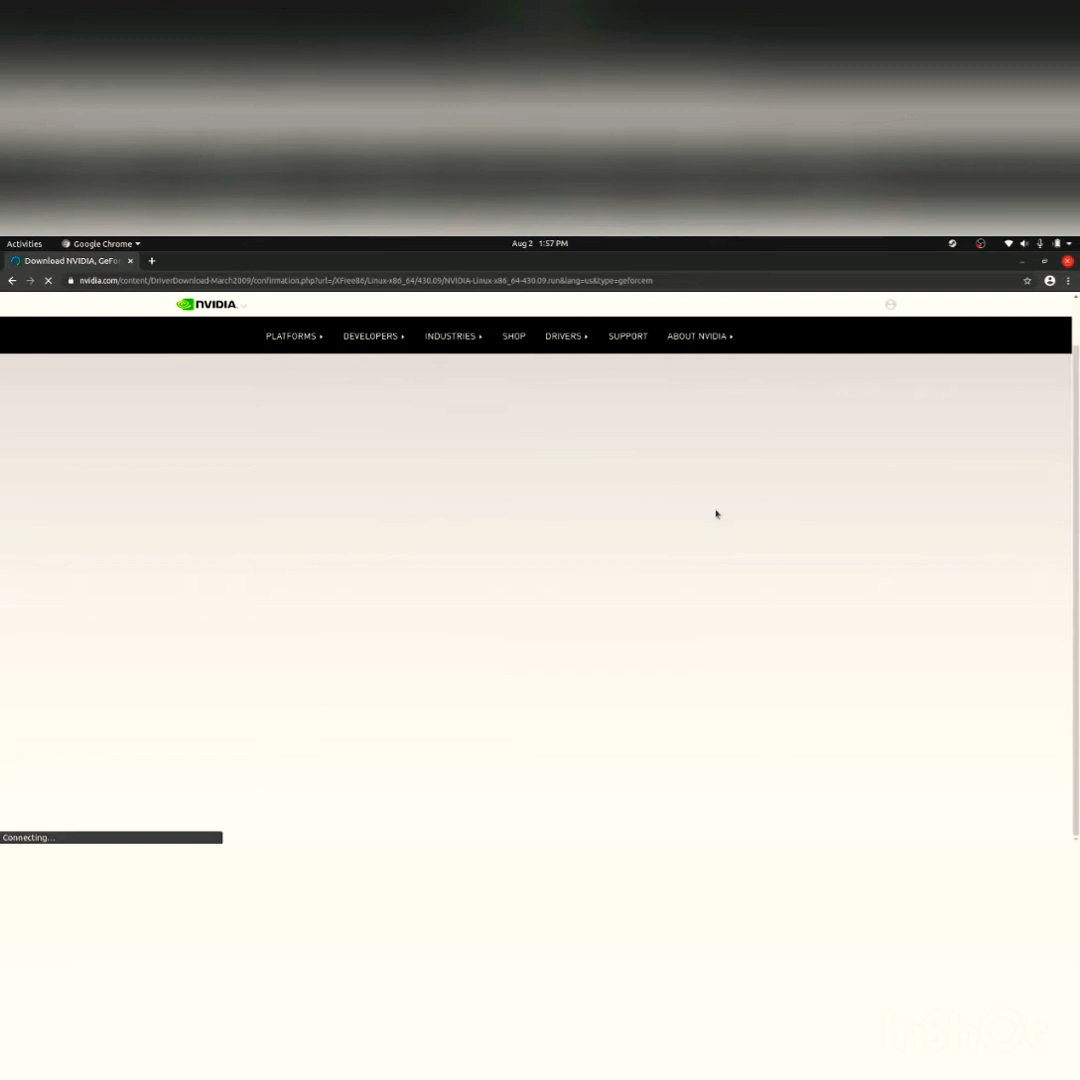 Activities Google Chrome Aug 2 1:57 PM
Download NVIDIA, GeFo
nvidia.com/content/DriverDownload-March2009/confirmation.php?url=/XFree86/Linux-x86_64/430.09/NVIDIA-Linux-x86_64-430.09.run&lang=us&type=geforcem
NVIDIA.
PLATFORMS DEVELOPERS INDUSTRIES SHOP DRIVERS SUPPORT ABOUT NVIDIA
Connecting...